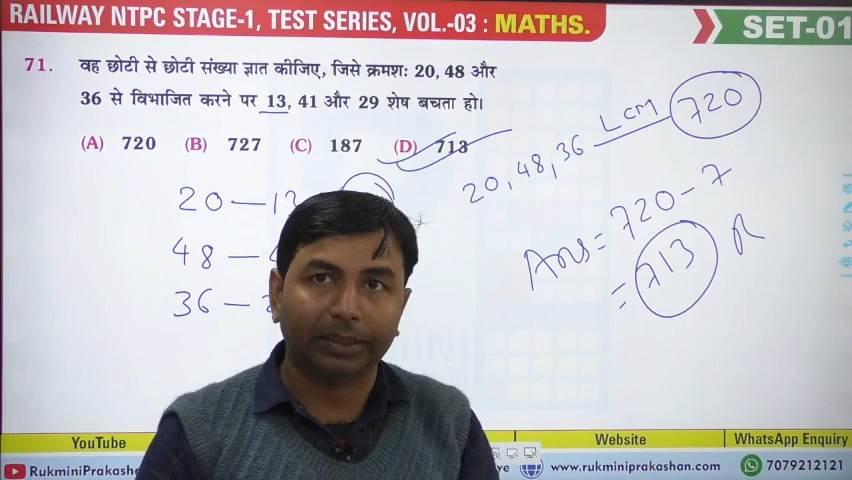 RAILWAY NTPC STAGE-1, TEST SERIES, VOL.-03 : MATHS.
SET-01
71. वह छोटी से छोटी संख्या ज्ञात कीजिए, जिसे क्रमशः 20, 48 और
36 से विभाजित करने पर 13, 41 और 29 शेष बचता हो।
(A) 720 (B) 727 (C) 187 (D) 713
20, 48, 36 LCM 720
20 — 13
48 —
36 —
Ans = 720 - 7
= 713
YouTube
Website
WhatsApp Enquiry
RukminiPrakasha
www.rukminiprakashan.com
7079212121